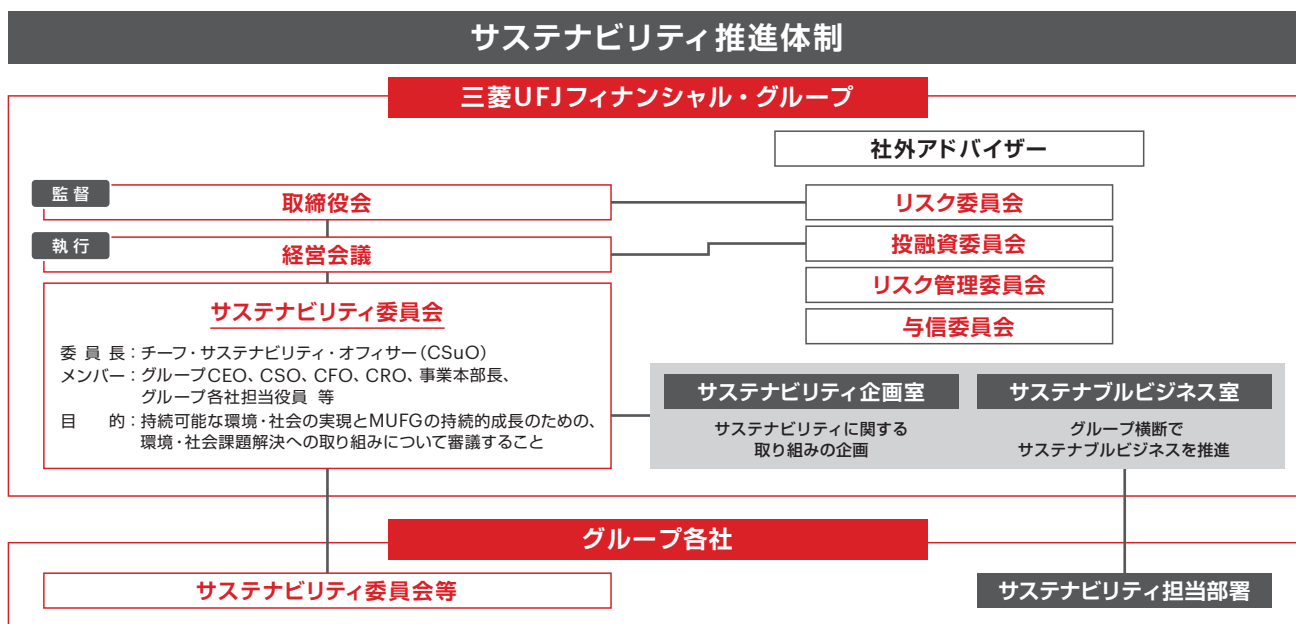 サステナビリティ推進体制
三菱UFJフィナンシャル・グループ
社外アドバイザー
監督
取締役会
リスク委員会
執行
経営会議
投融資委員会
リスク管理委員会
与信委員会
サステナビリティ委員会
委員長：チーフ・サステナビリティ・オフィサー（CSuO）
メンバー：グループCEO、CSO、CFO、CRO、事業本部長、
グループ各社担当役員 等
目的：持続可能な環境・社会の実現とMUFGの持続的成長のための、
環境・社会課題解決への取り組みについて審議すること
サステナビリティ企画室
サステナビリティに関する
取り組みの企画
サステナブルビジネス室
グループ横断で
サステナブルビジネスを推進
グループ各社
サステナビリティ委員会等
サステナビリティ担当部署